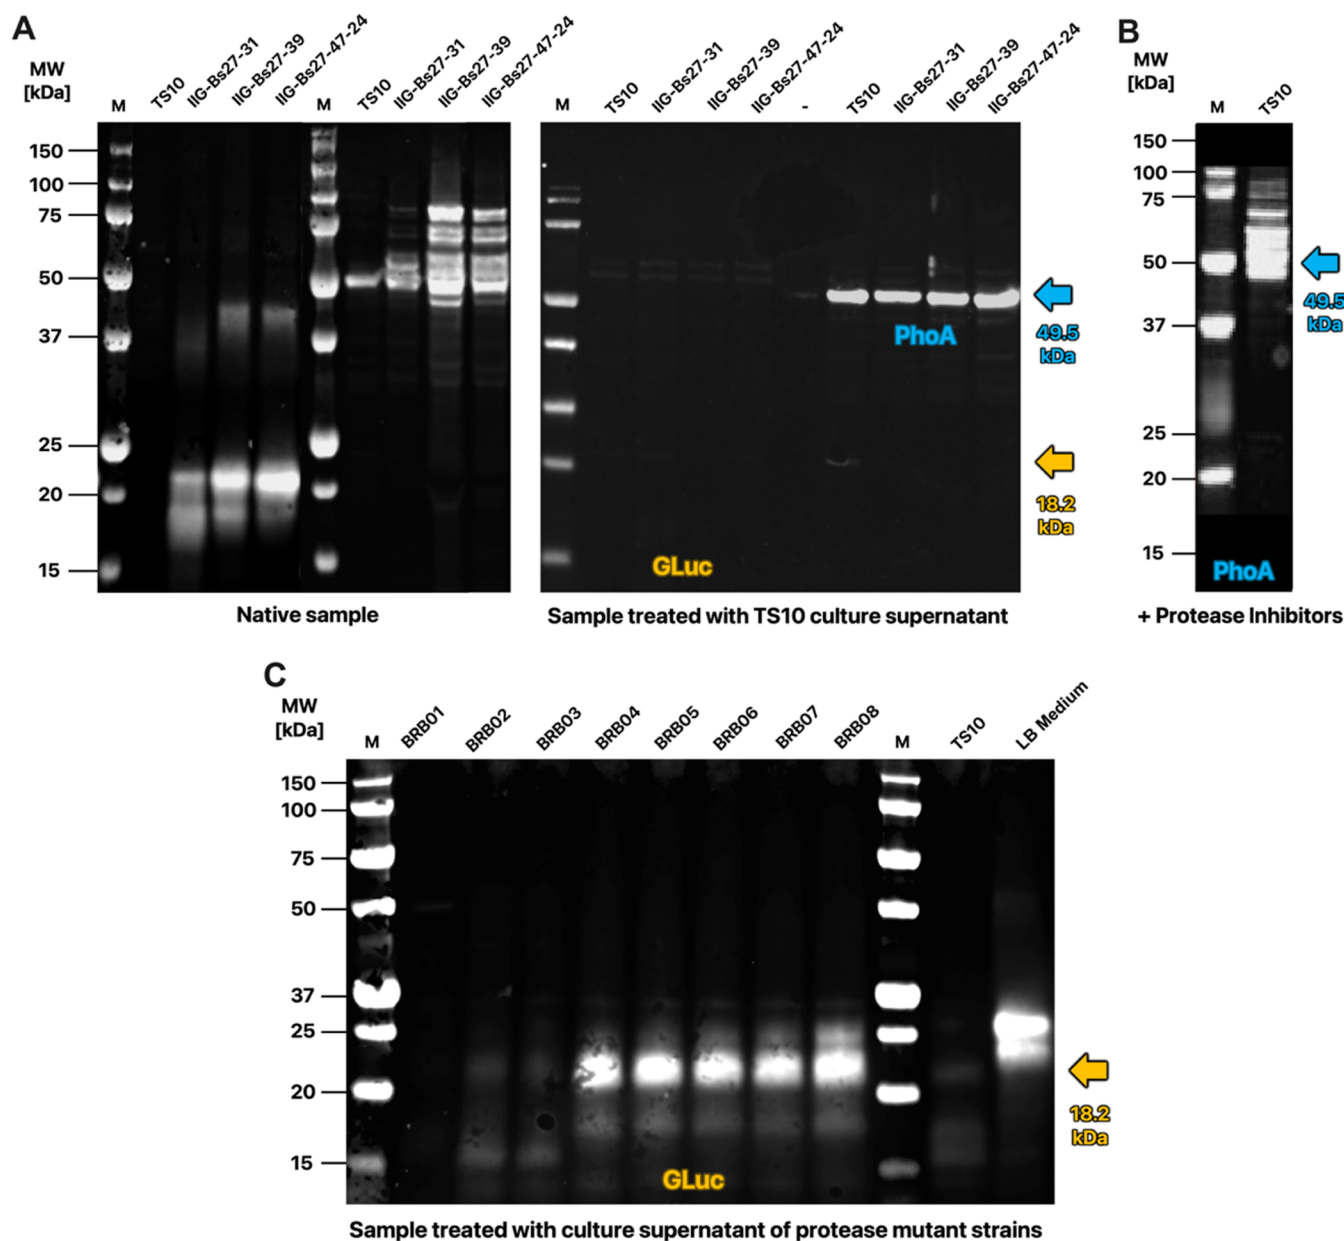 A
MW
[kDa]
M
TS10
IIG-Bs27-31
IIG-Bs27-39
IIG-Bs27-47-24
M
TS10
IIG-Bs27-31
IIG-Bs27-39
IIG-Bs27-47-24
150
100
75
50
37
25
20
15
Native sample
M
TS10
IIG-Bs27-31
IIG-Bs27-39
IIG-Bs27-47-24
-
TS10
IIG-Bs27-31
IIG-Bs27-39
IIG-Bs27-47-24
PhoA
GLuc
49.5
kDa
18.2
kDa
Sample treated with TS10 culture supernatant
B
MW
[kDa]
M
TS10
150
100
75
50
37
25
20
15
49.5
kDa
PhoA
+ Protease Inhibitors
C
MW
[kDa]
M
BRB01
BRB02
BRB03
BRB04
BRB05
BRB06
BRB07
BRB08
M
TS10
LB Medium
150
100
75
50
37
25
20
15
GLuc
18.2
kDa
Sample treated with culture supernatant of protease mutant strains